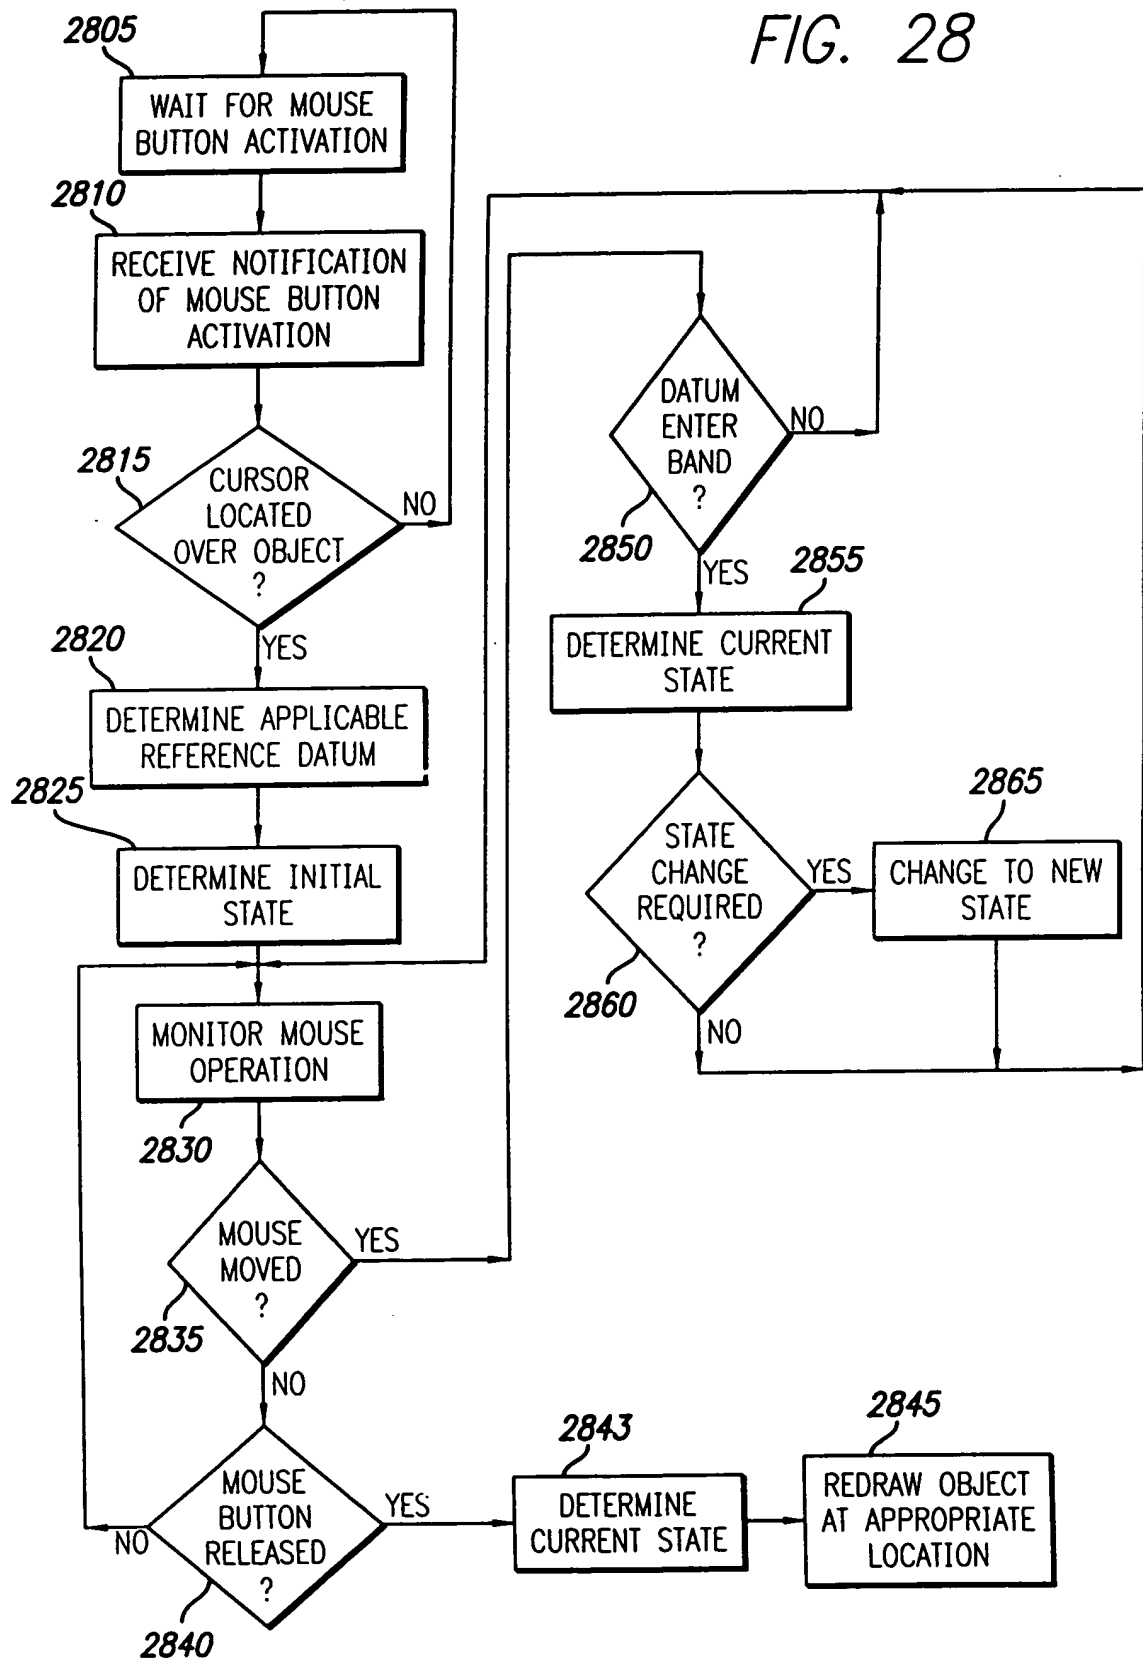 FIG. 28
2805
WAIT FOR MOUSE
BUTTON ACTIVATION
2810
RECEIVE NOTIFICATION
OF MOUSE BUTTON
ACTIVATION
2815
CURSOR
LOCATED
OVER OBJECT
?
NO
YES
2820
DETERMINE APPLICABLE
REFERENCE DATUM
2825
DETERMINE INITIAL
STATE
MONITOR MOUSE
OPERATION
2830
MOUSE
MOVED
?
YES
2835
NO
MOUSE
BUTTON
RELEASED
?
NO
YES
2840
2843
DETERMINE
CURRENT STATE
2845
REDRAW OBJECT
AT APPROPRIATE
LOCATION
DATUM
ENTER
BAND
?
NO
2850
YES
2855
DETERMINE CURRENT
STATE
STATE
CHANGE
REQUIRED
?
YES
2860
NO
2865
CHANGE TO NEW
STATE